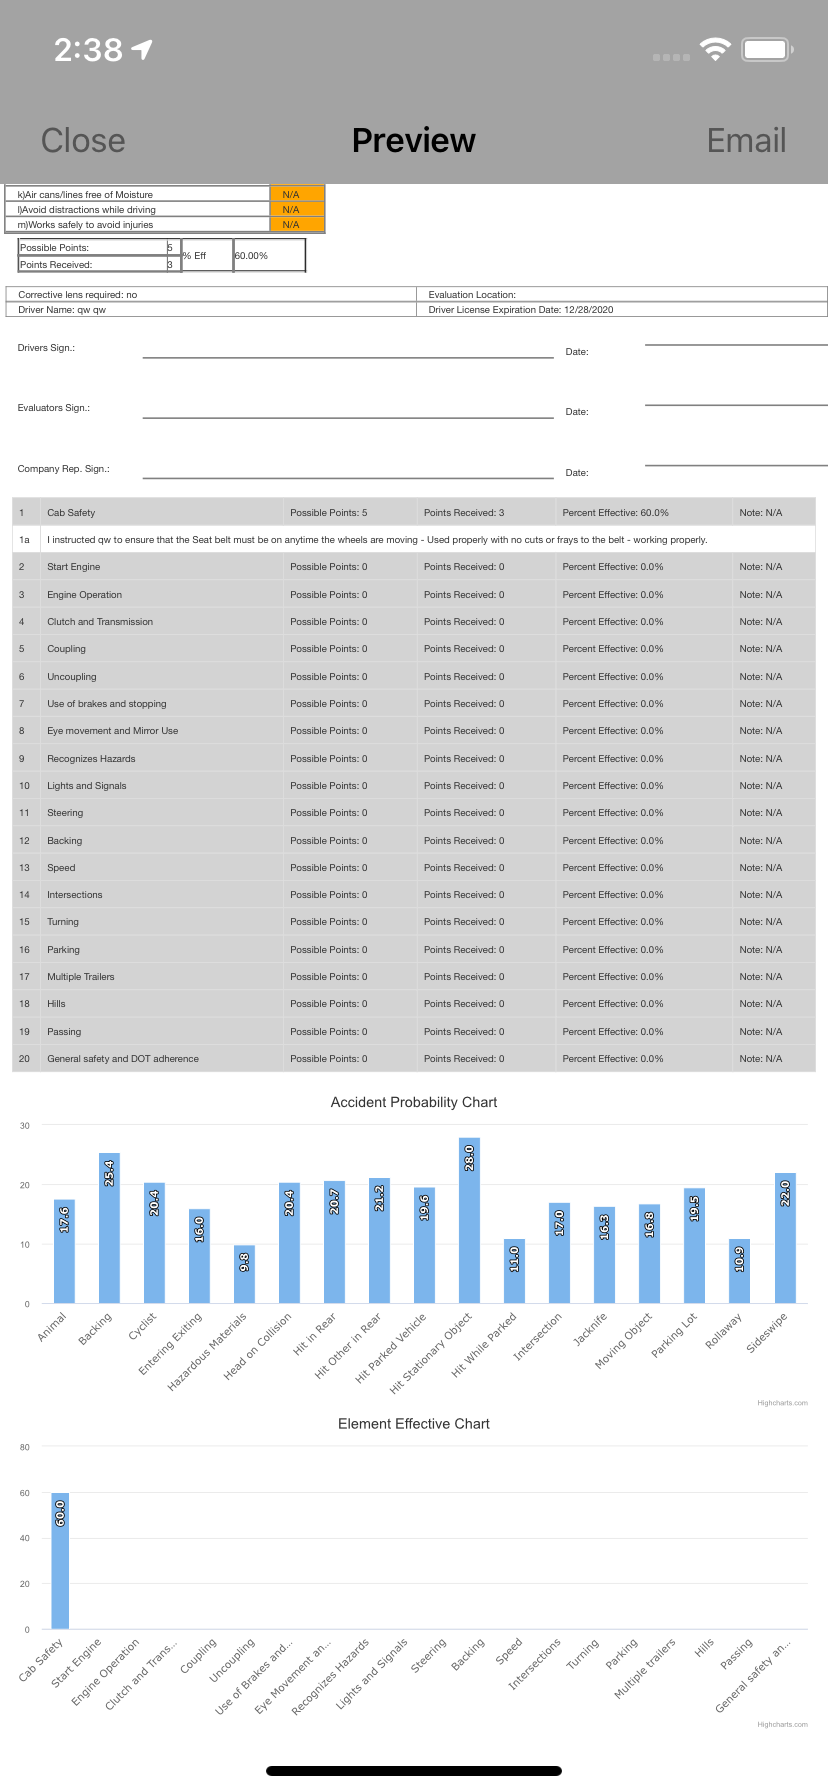 2:38
Close Preview Email
k)Air cans/lines free of Moisture N/A
l)Avoid distractions while driving N/A
m)Works safely to avoid injuries N/A
Possible Points: 5 % Eff 60.00%
Points Received: 3
Corrective lens required: no Evaluation Location:
Driver Name: qw qw Driver License Expiration Date: 12/28/2020
Drivers Sign.: Date:
Evaluators Sign.: Date:
Company Rep. Sign.: Date:
1 Cab Safety Possible Points: 5 Points Received: 3 Percent Effective: 60.0% Note: N/A
1a I instructed qw to ensure that the Seat belt must be on anytime the wheels are moving - Used properly with no cuts or frays to the belt - working properly.
2 Start Engine Possible Points: 0 Points Received: 0 Percent Effective: 0.0% Note: N/A
3 Engine Operation Possible Points: 0 Points Received: 0 Percent Effective: 0.0% Note: N/A
4 Clutch and Transmission Possible Points: 0 Points Received: 0 Percent Effective: 0.0% Note: N/A
5 Coupling Possible Points: 0 Points Received: 0 Percent Effective: 0.0% Note: N/A
6 Uncoupling Possible Points: 0 Points Received: 0 Percent Effective: 0.0% Note: N/A
7 Use of brakes and stopping Possible Points: 0 Points Received: 0 Percent Effective: 0.0% Note: N/A
8 Eye movement and Mirror Use Possible Points: 0 Points Received: 0 Percent Effective: 0.0% Note: N/A
9 Recognizes Hazards Possible Points: 0 Points Received: 0 Percent Effective: 0.0% Note: N/A
10 Lights and Signals Possible Points: 0 Points Received: 0 Percent Effective: 0.0% Note: N/A
11 Steering Possible Points: 0 Points Received: 0 Percent Effective: 0.0% Note: N/A
12 Backing Possible Points: 0 Points Received: 0 Percent Effective: 0.0% Note: N/A
13 Speed Possible Points: 0 Points Received: 0 Percent Effective: 0.0% Note: N/A
14 Intersections Possible Points: 0 Points Received: 0 Percent Effective: 0.0% Note: N/A
15 Turning Possible Points: 0 Points Received: 0 Percent Effective: 0.0% Note: N/A
16 Parking Possible Points: 0 Points Received: 0 Percent Effective: 0.0% Note: N/A
17 Multiple Trailers Possible Points: 0 Points Received: 0 Percent Effective: 0.0% Note: N/A
18 Hills Possible Points: 0 Points Received: 0 Percent Effective: 0.0% Note: N/A
19 Passing Possible Points: 0 Points Received: 0 Percent Effective: 0.0% Note: N/A
20 General safety and DOT adherence Possible Points: 0 Points Received: 0 Percent Effective: 0.0% Note: N/A
Accident Probability Chart
30
20
10
0
17.6 25.4 20.4 16.0 9.8 20.4 20.7 21.2 19.6 28.0 11.0 17.0 16.3 16.8 19.5 10.9 22.0
Animal
Backing
Cyclist
Entering Exiting
Hazardous Materials
Head on Collision
Hit in Rear
Hit Other in Rear
Hit Parked Vehicle
Hit Stationary Object
Hit While Parked
Intersection
Jacknife
Moving Object
Parking Lot
Rollaway
Sideswipe
Highcharts.com
Element Effective Chart
80
60
40
20
0
60.0
Cab Safety
Start Engine
Engine Operation
Clutch and Trans...
Coupling
Uncoupling
Use of Brakes and...
Eye Movement an...
Recognizes Hazards
Lights and Signals
Steering
Backing
Speed
Intersections
Turning
Parking
Multiple trailers
Hills
Passing
General safety an...
Highcharts.com